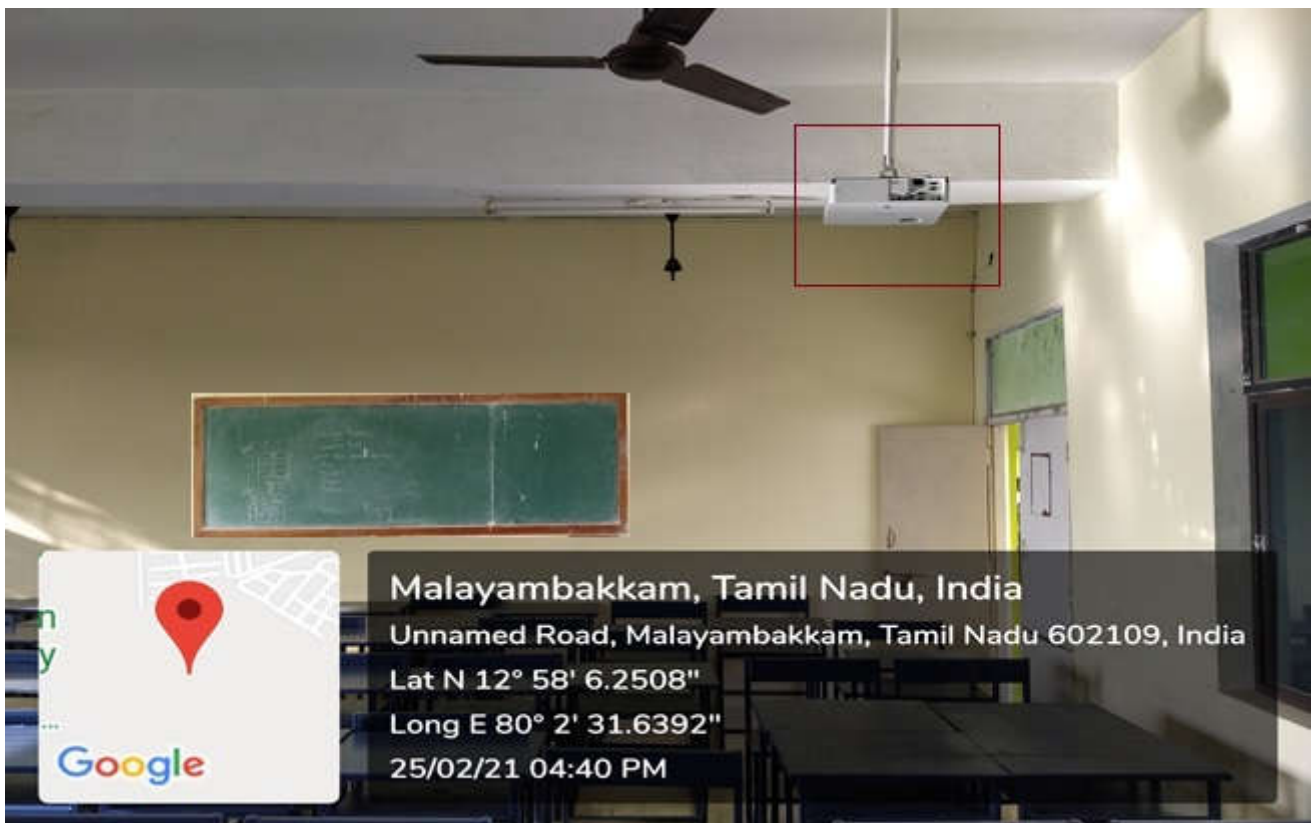 n
y
...
Google
Malayambakkam, Tamil Nadu, India
Unnamed Road, Malayambakkam, Tamil Nadu 602109, India
Lat N 12° 58' 6.2508"
Long E 80° 2' 31.6392"
25/02/21 04:40 PM